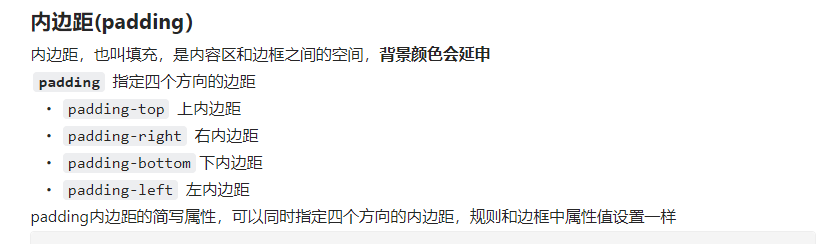 内边距(padding)
内边距，也叫填充，是内容区和边框之间的空间，背景颜色会延申
padding 指定四个方向的边距
• padding-top 上内边距
• padding-right 右内边距
• padding-bottom 下内边距
• padding-left 左内边距
padding内边距的简写属性，可以同时指定四个方向的内边距，规则和边框中属性值设置一样